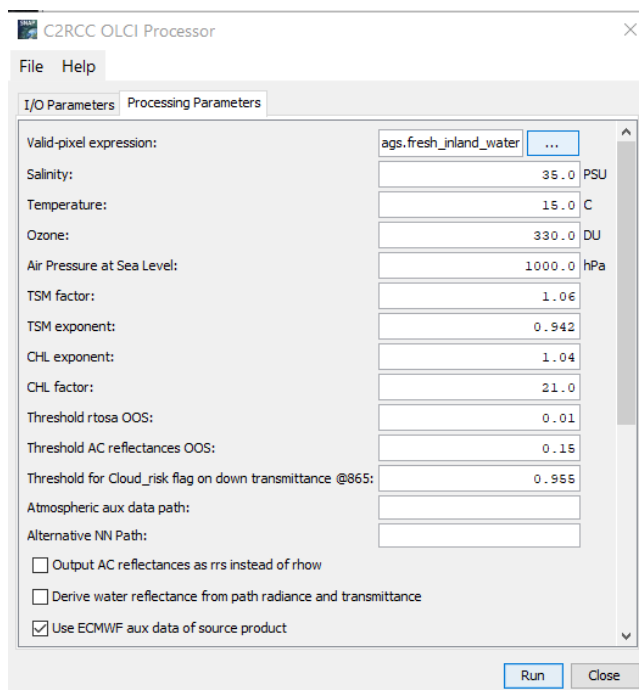 SNAP
C2RCC OLCI Processor
File Help
I/O Parameters Processing Parameters
Valid-pixel expression: ags.fresh_inland_water ...
Salinity: 35.0 PSU
Temperature: 15.0 C
Ozone: 330.0 DU
Air Pressure at Sea Level: 1000.0 hPa
TSM factor: 1.06
TSM exponent: 0.942
CHL exponent: 1.04
CHL factor: 21.0
Threshold rtosa OOS: 0.01
Threshold AC reflectances OOS: 0.15
Threshold for Cloud_risk flag on down transmittance @865: 0.955
Atmospheric aux data path:
Alternative NN Path:
Output AC reflectances as rrs instead of rhow
Derive water reflectance from path radiance and transmittance
Use ECMWF aux data of source product
Run Close